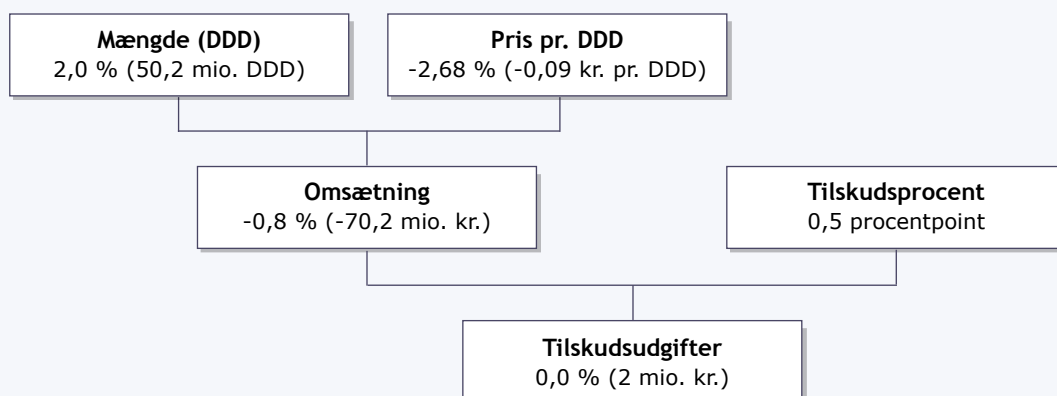 Mængde (DDD)
2,0 % (50,2 mio. DDD)
Pris pr. DDD
-2,68 % (-0,09 kr. pr. DDD)
Omsætning
-0,8 % (-70,2 mio. kr.)
Tilskudsprocent
0,5 procentpoint
Tilskudsudgifter
0,0 % (2 mio. kr.)